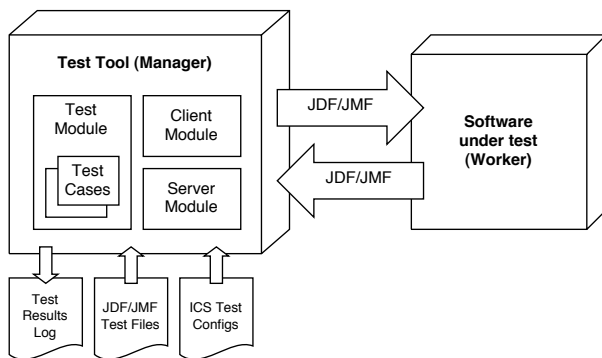 Test Tool (Manager)
Test
Module
Test
Cases
Client
Module
Server
Module
JDF/JMF
JDF/JMF
Software
under test
(Worker)
Test
Results
Log
JDF/JMF
Test Files
ICS Test
Configs